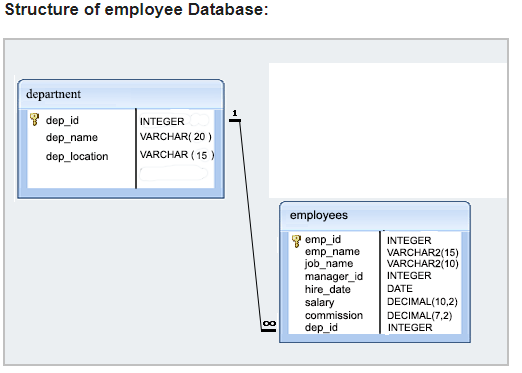 Structure of employee Database:
department
dep_id INTEGER
dep_name VARCHAR( 20 )
dep_location VARCHAR ( 15 )
1
employees
emp_id INTEGER
emp_name VARCHAR2(15)
job_name VARCHAR2(10)
manager_id INTEGER
hire_date DATE
salary DECIMAL(10,2)
commission DECIMAL(7,2)
dep_id INTEGER
∞